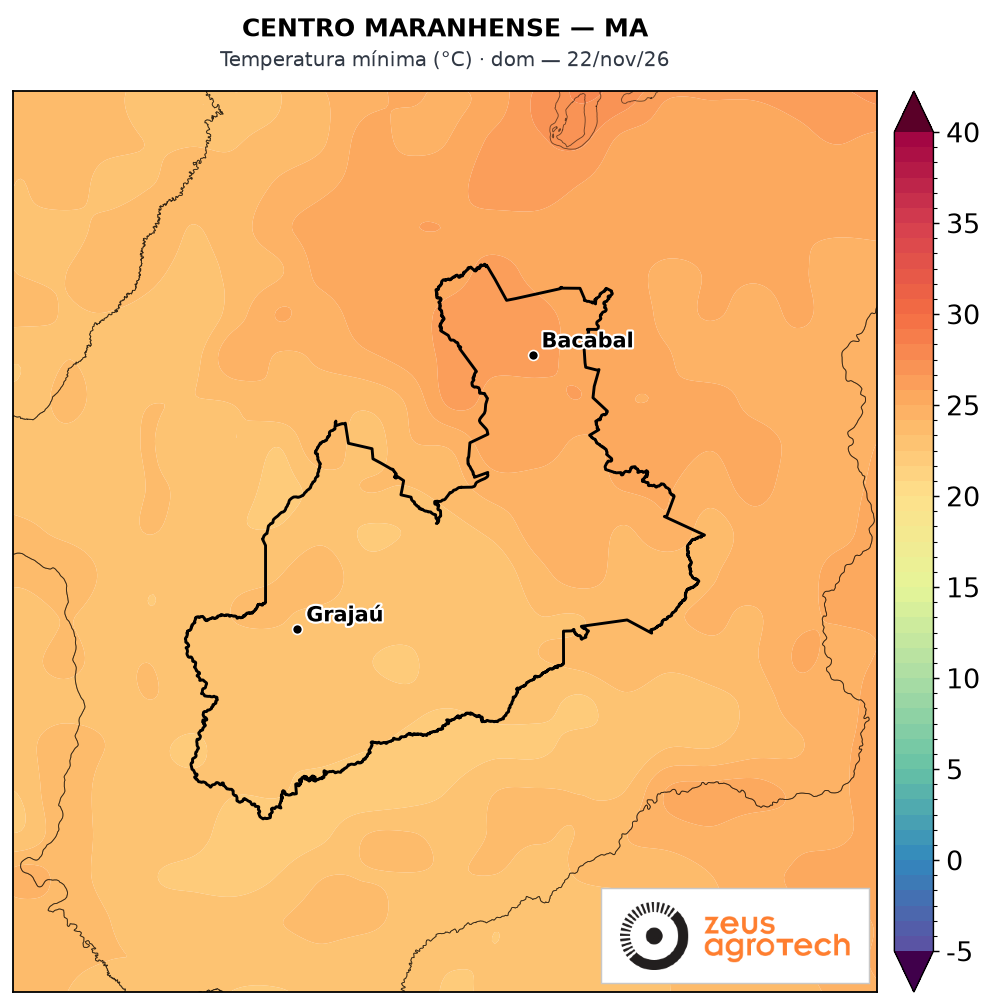 CENTRO MARANHENSE — MA
Temperatura mínima (°C) · dom — 22/nov/26
40
35
30
25
20
15
10
5
0
-5
Bacabal
Grajaú
zeus
agrotech